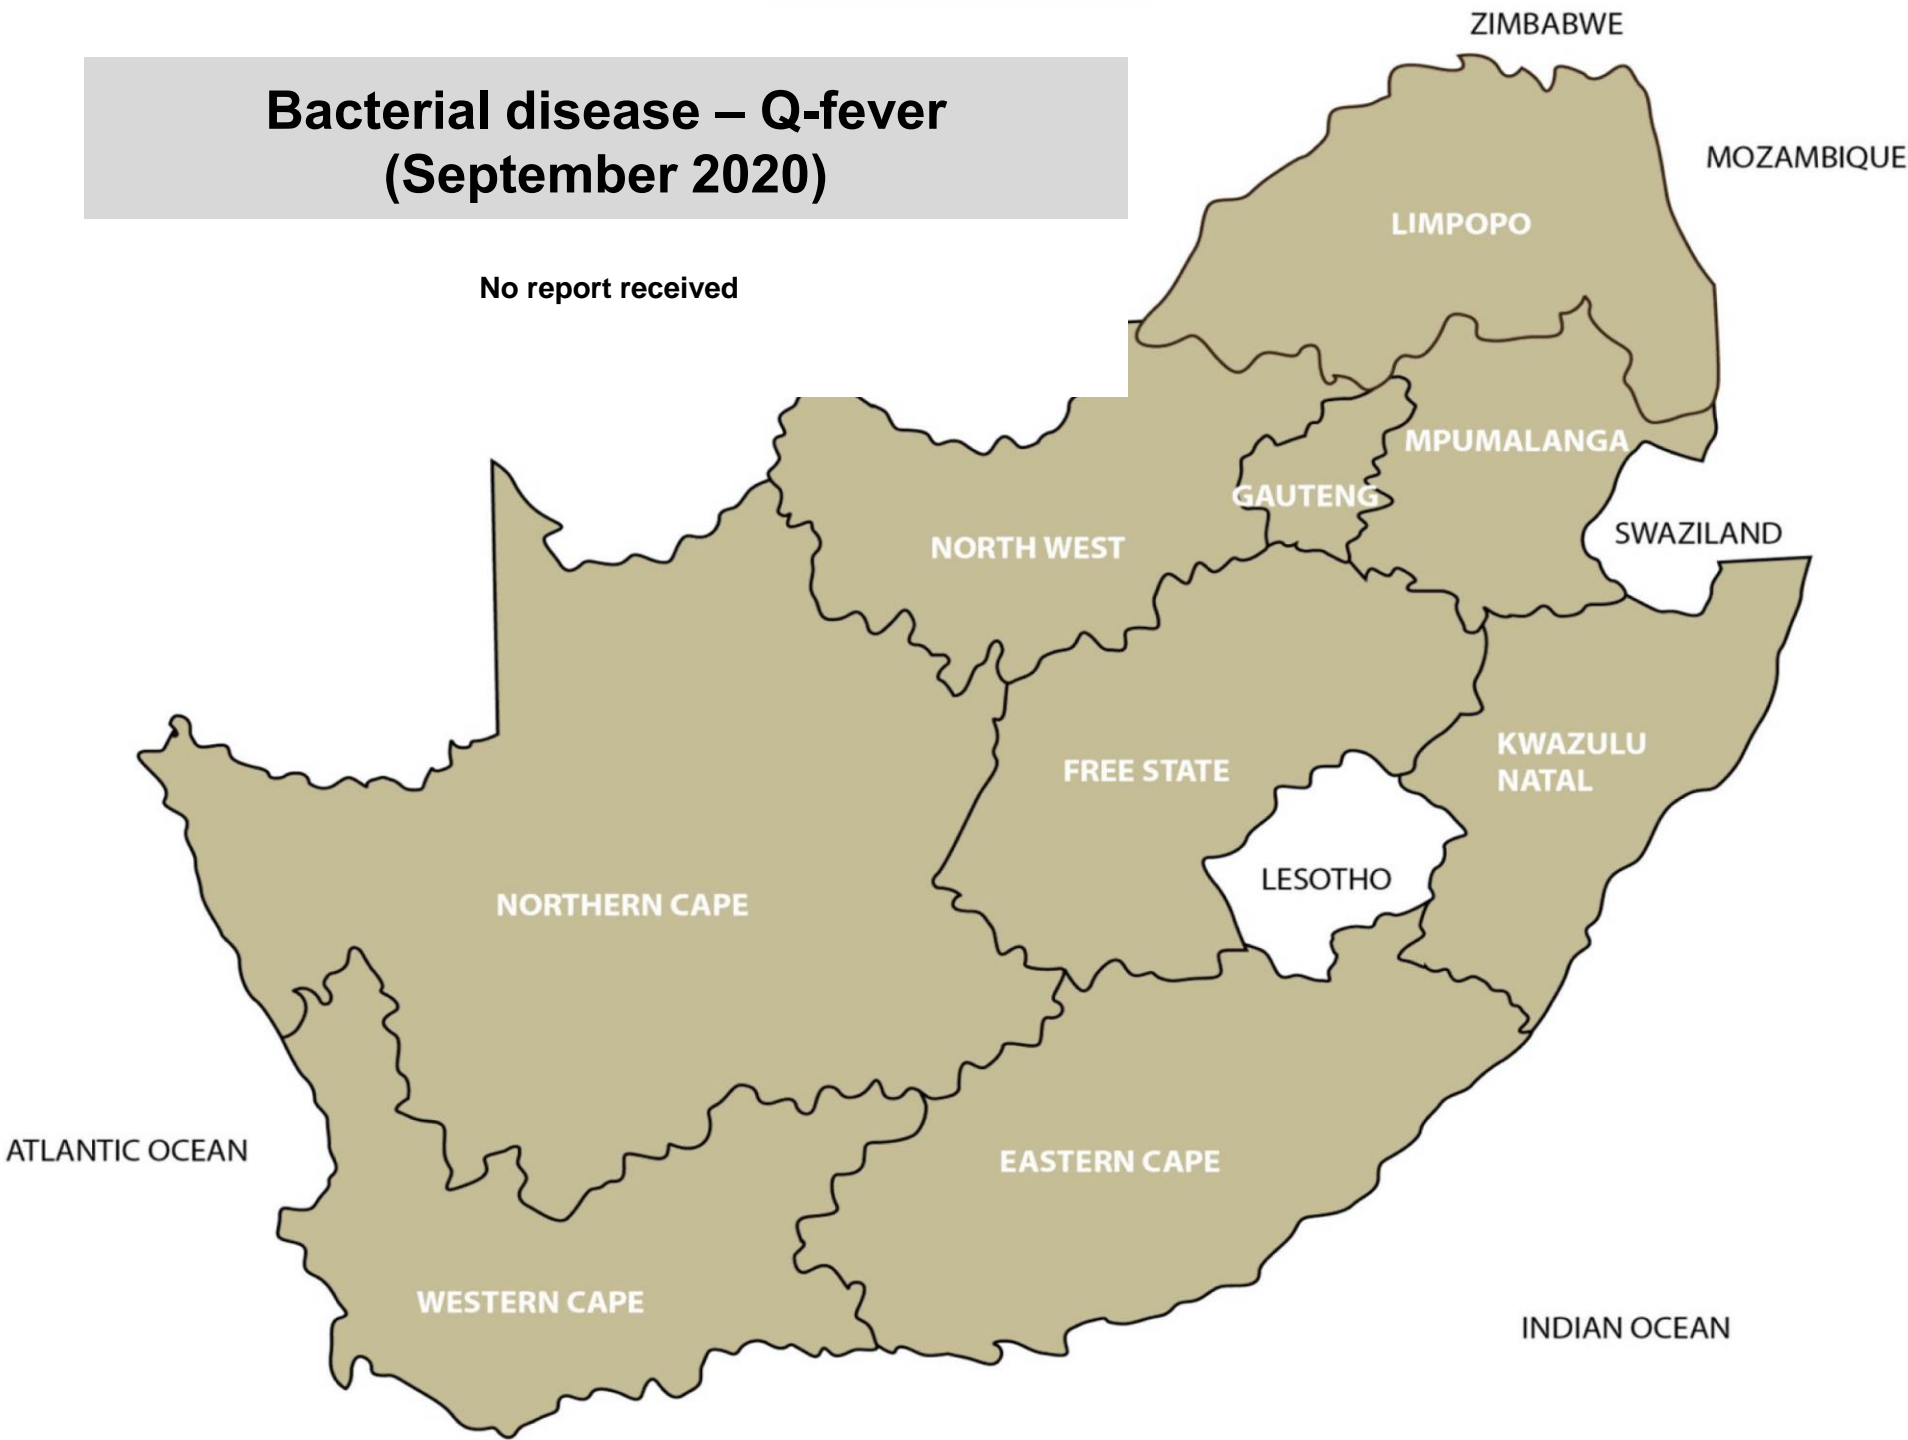 ZIMBABWE
Bacterial disease – Q-fever
(September 2020)
MOZAMBIQUE
LIMPOPO
No report received
MPUMALANGA
GAUTENG
SWAZILAND
NORTH WEST
KWAZULU
NATAL
FREE STATE
LESOTHO
NORTHERN CAPE
ATLANTIC OCEAN
EASTERN CAPE
WESTERN CAPE
INDIAN OCEAN